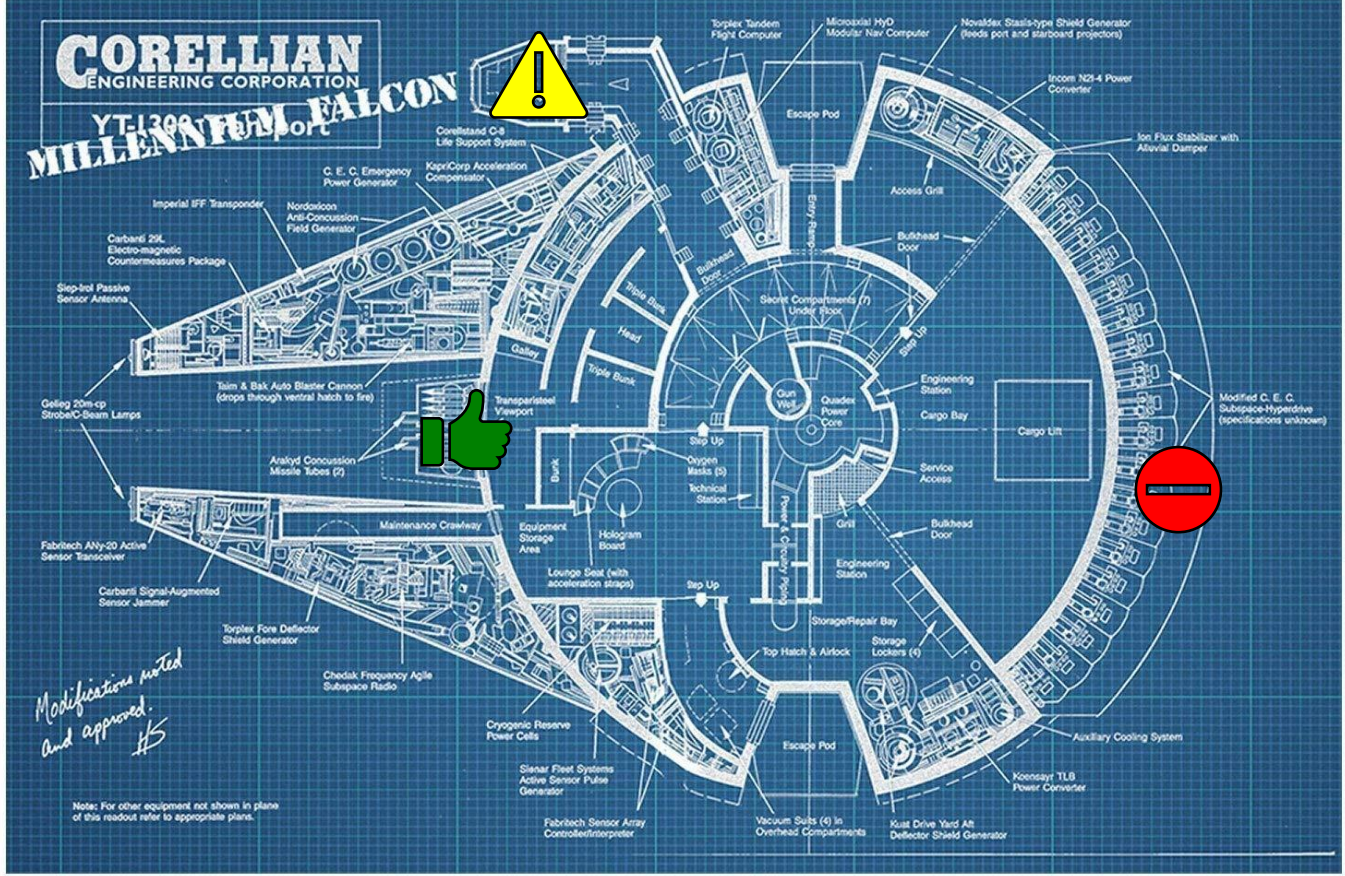 CORELLIAN
ENGINEERING CORPORATION
YT-1300 Transport
MILLENNIUM FALCON
Torplex Tandem
Flight Computer
Microaxial HyD
Modular Nav Computer
Novaldex Stasis-type Shield Generator
(feeds port and starboard projectors)
Incom N2I-4 Power
Converter
Ion Flux Stabilizer with
Alluvial Damper
Escape Pod
Access Grill
Entry-Ramp
Bulkhead
Door
Corellstand C-8
Life Support System
KapriCorp Acceleration
Compensator
C. E. C. Emergency
Power Generator
Nordoxicon
Anti-Concussion
Field Generator
Imperial IFF Transponder
Carbanti 29L
Electro-magnetic
Countermeasures Package
Siep-Irol Passive
Sensor Antenna
Bulkhead
Door
Triple Bunk
Head
Triple Bunk
Galley
Secret Compartments (7)
Under Floor
Step Up
Taim & Bak Auto Blaster Cannon
(drops through ventral hatch to fire)
Golieg 20m-cp
Strobe/C-Beam Lamps
Transparisteel
Viewport
Gun
Well
Quadex
Power
Core
Engineering
Station
Cargo Bay
Cargo Lift
Modified C. E. C.
Subspace-Hyperdrive
(specifications unknown)
Step Up
Oxygen
Masks (5)
Technical
Station
Arakyd Concussion
Missile Tubes (2)
Bunk
Service
Access
Grill
Maintenance Crawlway
Equipment
Storage
Area
Hologram
Board
Bulkhead
Door
Engineering
Station
Fabritech ANy-20 Active
Sensor Transceiver
Lounge Seat (with
acceleration straps)
Step Up
Power & Circuitry Piping
Carbanti Signal-Augmented
Sensor Jammer
Storage/Repair Bay
Storage
Lockers (4)
Torplex Fore Deflector
Shield Generator
Top Hatch & Airlock
Chedak Frequency Agile
Subspace Radio
Modifications noted
and approved.
HS
Cryogenic Reserve
Power Cells
Escape Pod
Auxiliary Cooling System
Sienar Fleet Systems
Active Sensor Pulse
Generator
Koensayr TLB
Power Converter
Note: For other equipment not shown in plane
of this readout refer to appropriate plans.
Fabritech Sensor Array
Controller/Interpreter
Vacuum Suits (4) in
Overhead Compartments
Kuat Drive Yard Aft
Deflector Shield Generator